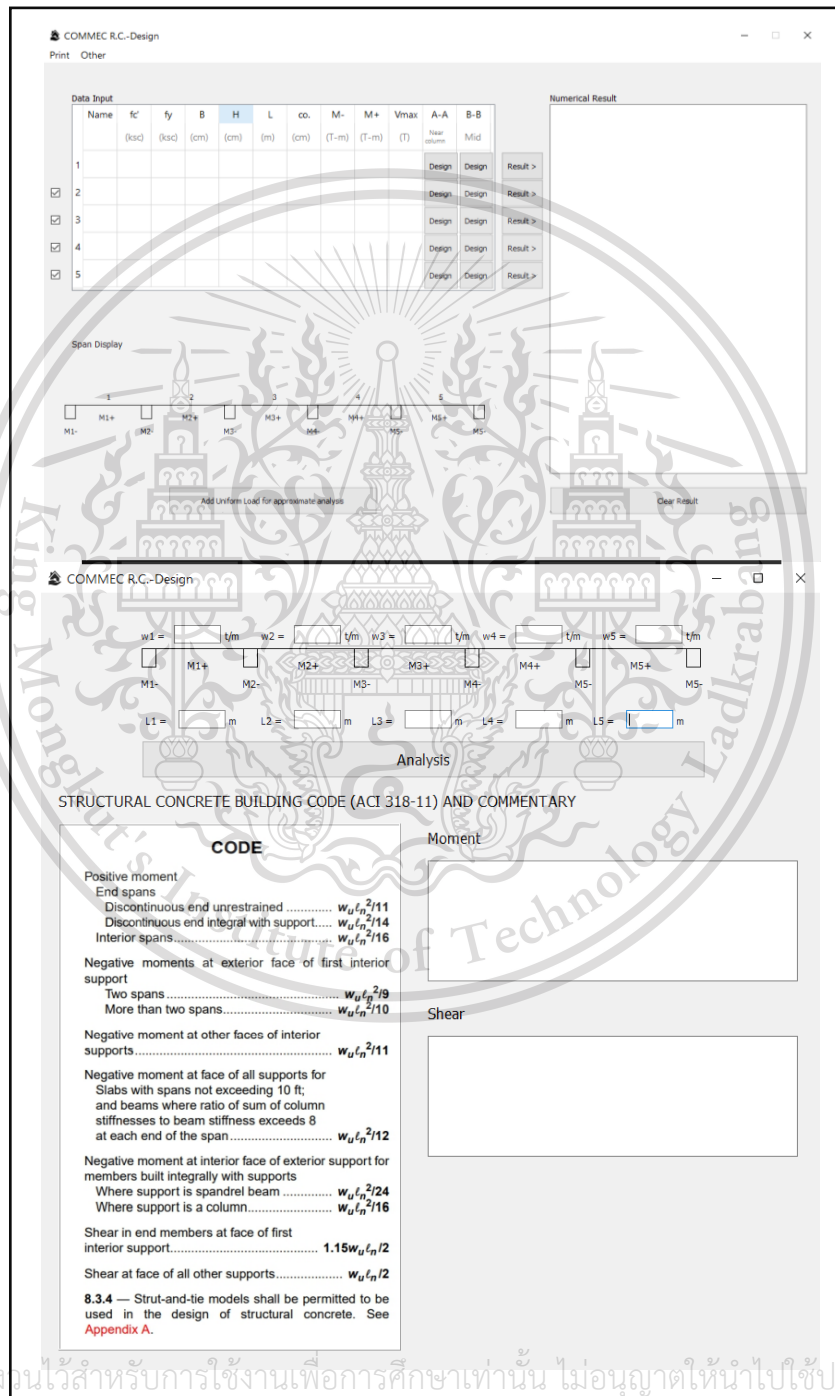 COMMEC R.C.-Design
Print Other
Data Input
Numerical Result
Name fc' fy B H L co. M- M+ Vmax A-A B-B
(ksc) (ksc) (cm) (cm) (m) (cm) (T-m) (T-m) (T) Near column Mid
1 Design Design Result >
2 Design Design Result >
3 Design Design Result >
4 Design Design Result >
5 Design Design Result >
Span Display
1 2 3 4 5
M1+ M2+ M3+ M4+ M5+
M1- M2- M3- M4- M5- M5-
Add Uniform Load for approximate analysis
Clear Result
COMMEC R.C.-Design
w1 = t/m w2 = t/m w3 = t/m w4 = t/m w5 = t/m
M1+ M2+ M3+ M4+ M5+
M1- M2- M3- M4- M5- M5-
L1 = m L2 = m L3 = m L4 = m L5 = m
Analysis
STRUCTURAL CONCRETE BUILDING CODE (ACI 318-11) AND COMMENTARY
CODE
Positive moment
End spans
Discontinuous end unrestrained ............ wuℓn²/11
Discontinuous end integral with support..... wuℓn²/14
Interior spans.................................... wuℓn²/16
Negative moments at exterior face of first interior
support
Two spans ....................................... wuℓn²/9
More than two spans......................... wuℓn²/10
Negative moment at other faces of interior
supports............................................. wuℓn²/11
Negative moment at face of all supports for
Slabs with spans not exceeding 10 ft;
and beams where ratio of sum of column
stiffnesses to beam stiffness exceeds 8
at each end of the span....................... wuℓn²/12
Negative moment at interior face of exterior support for
members built integrally with supports
Where support is spandrel beam ............. wuℓn²/24
Where support is a column................... wuℓn²/16
Shear in end members at face of first
interior support................................. 1.15wuℓn/2
Shear at face of all other supports................... wuℓn/2
8.3.4 — Strut-and-tie models shall be permitted to be
used in the design of structural concrete. See
Appendix A.
Moment
Shear
King Mongkut's Institute of Technology Ladkrabang
สำหรับการใช้งานเพื่อการศึกษาเท่านั้น ไม่อนุญาตให้นำไปใช้